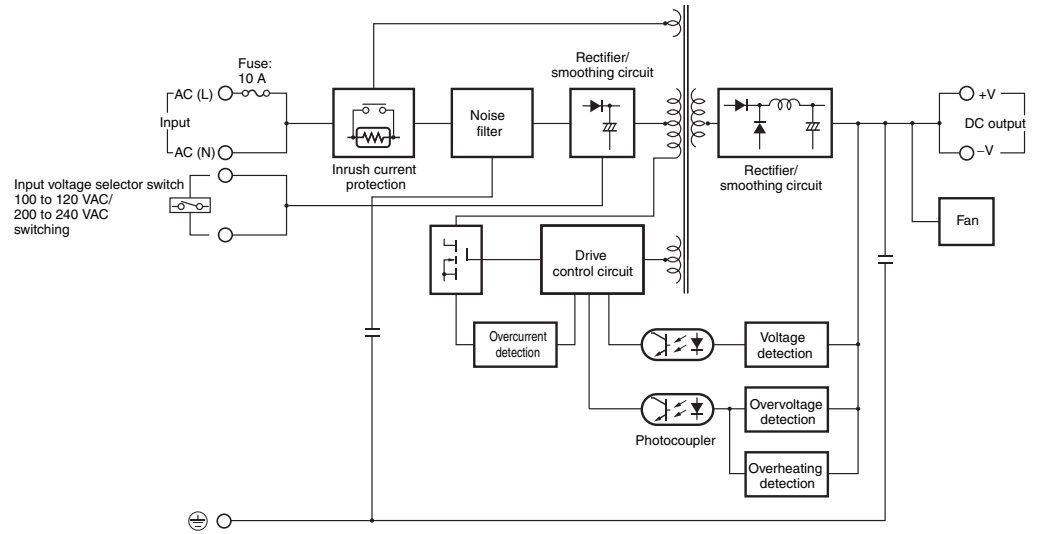 Fuse:
10 A
AC (L)
Input
AC (N)
Input voltage selector switch
100 to 120 VAC/
200 to 240 VAC
switching
Inrush current
protection
Noise
filter
Rectifier/
smoothing circuit
Rectifier/
smoothing circuit
+V
DC output
–V
Fan
Drive
control circuit
Overcurrent
detection
Voltage
detection
Overvoltage
detection
Photocoupler
Overheating
detection